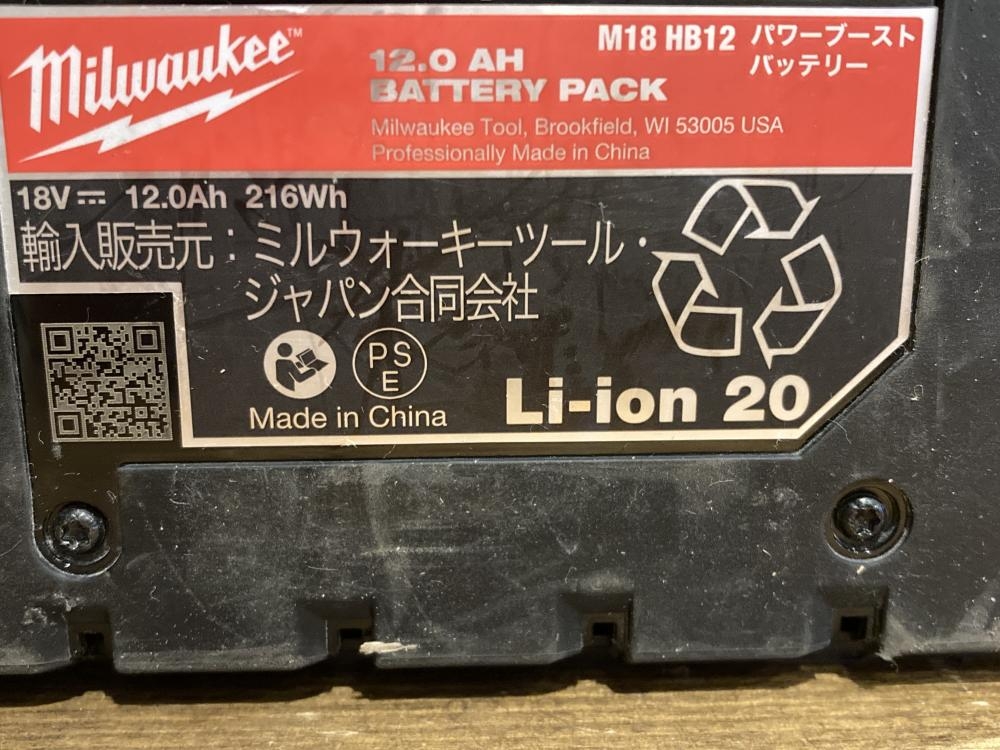 Milwaukee™
12.0 AH
BATTERY PACK
M18 HB12 パワーブースト
バッテリー
Milwaukee Tool, Brookfield, WI 53005 USA
Professionally Made in China
18V⎓ 12.0Ah 216Wh
輸入販売元：ミルウォーキーツール・
ジャパン合同会社
PS
E
Made in China
Li-ion 20